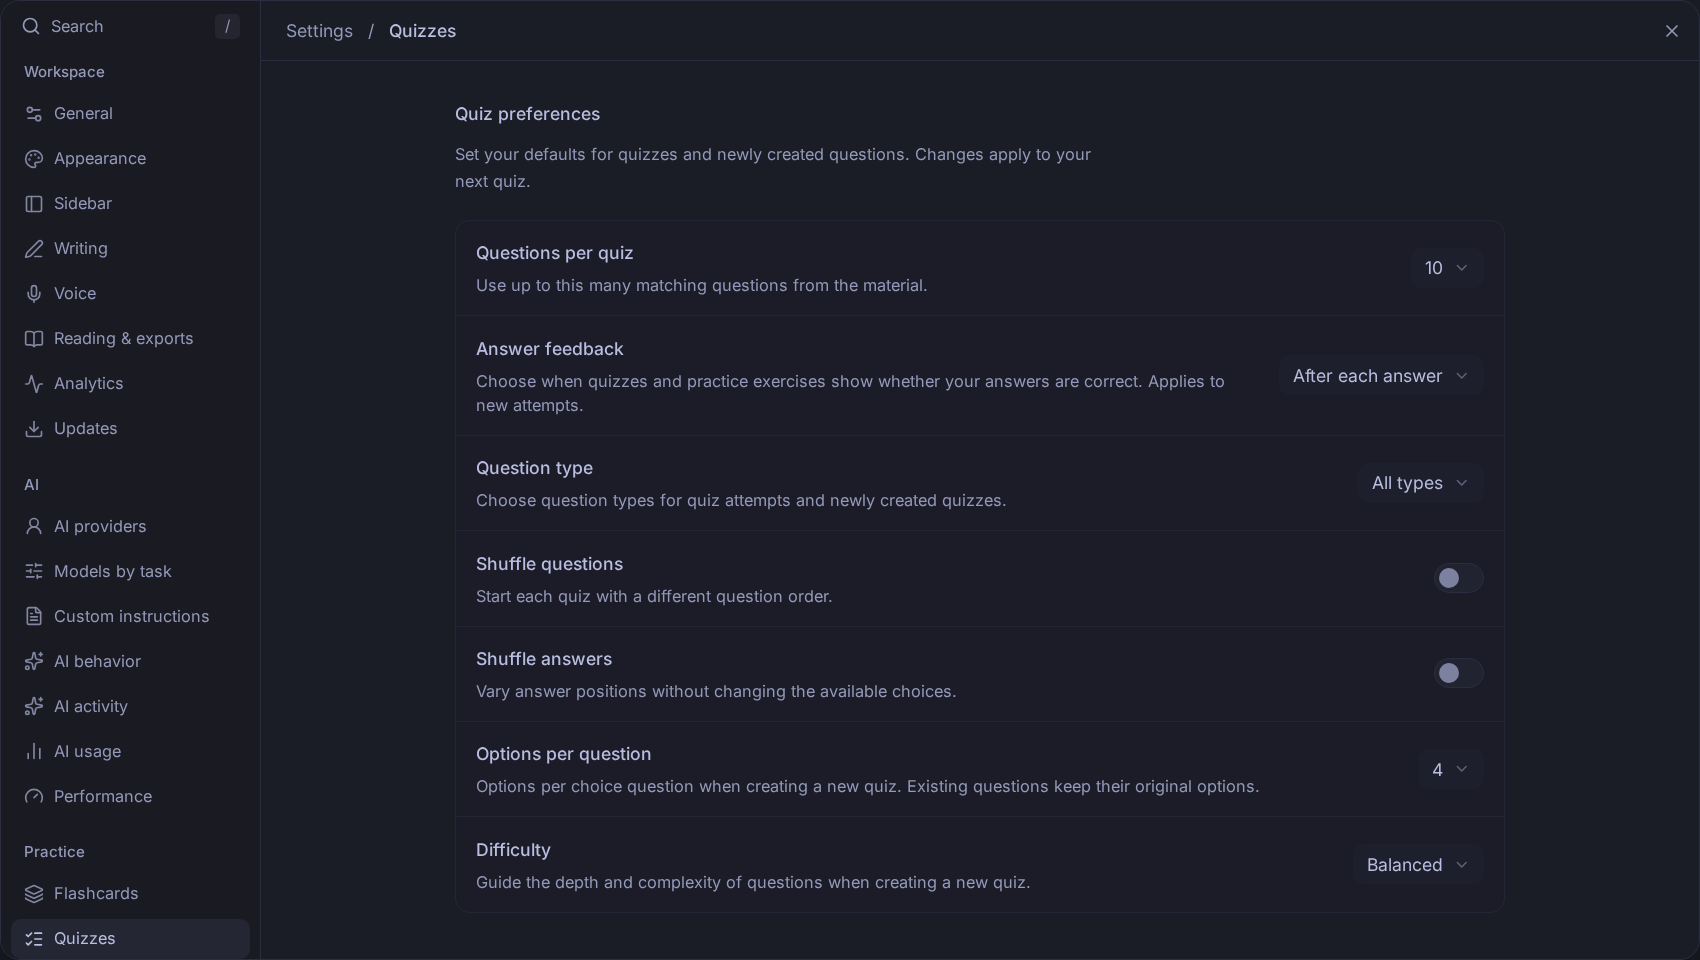 Search
/
Workspace
General
Appearance
Sidebar
Writing
Voice
Reading & exports
Analytics
Updates
AI
AI providers
Models by task
Custom instructions
AI behavior
AI activity
AI usage
Performance
Practice
Flashcards
Quizzes
Settings / Quizzes
Quiz preferences
Set your defaults for quizzes and newly created questions. Changes apply to your
next quiz.
Questions per quiz
Use up to this many matching questions from the material.
10
Answer feedback
Choose when quizzes and practice exercises show whether your answers are correct. Applies to
new attempts.
After each answer
Question type
Choose question types for quiz attempts and newly created quizzes.
All types
Shuffle questions
Start each quiz with a different question order.
Shuffle answers
Vary answer positions without changing the available choices.
Options per question
Options per choice question when creating a new quiz. Existing questions keep their original options.
4
Difficulty
Guide the depth and complexity of questions when creating a new quiz.
Balanced